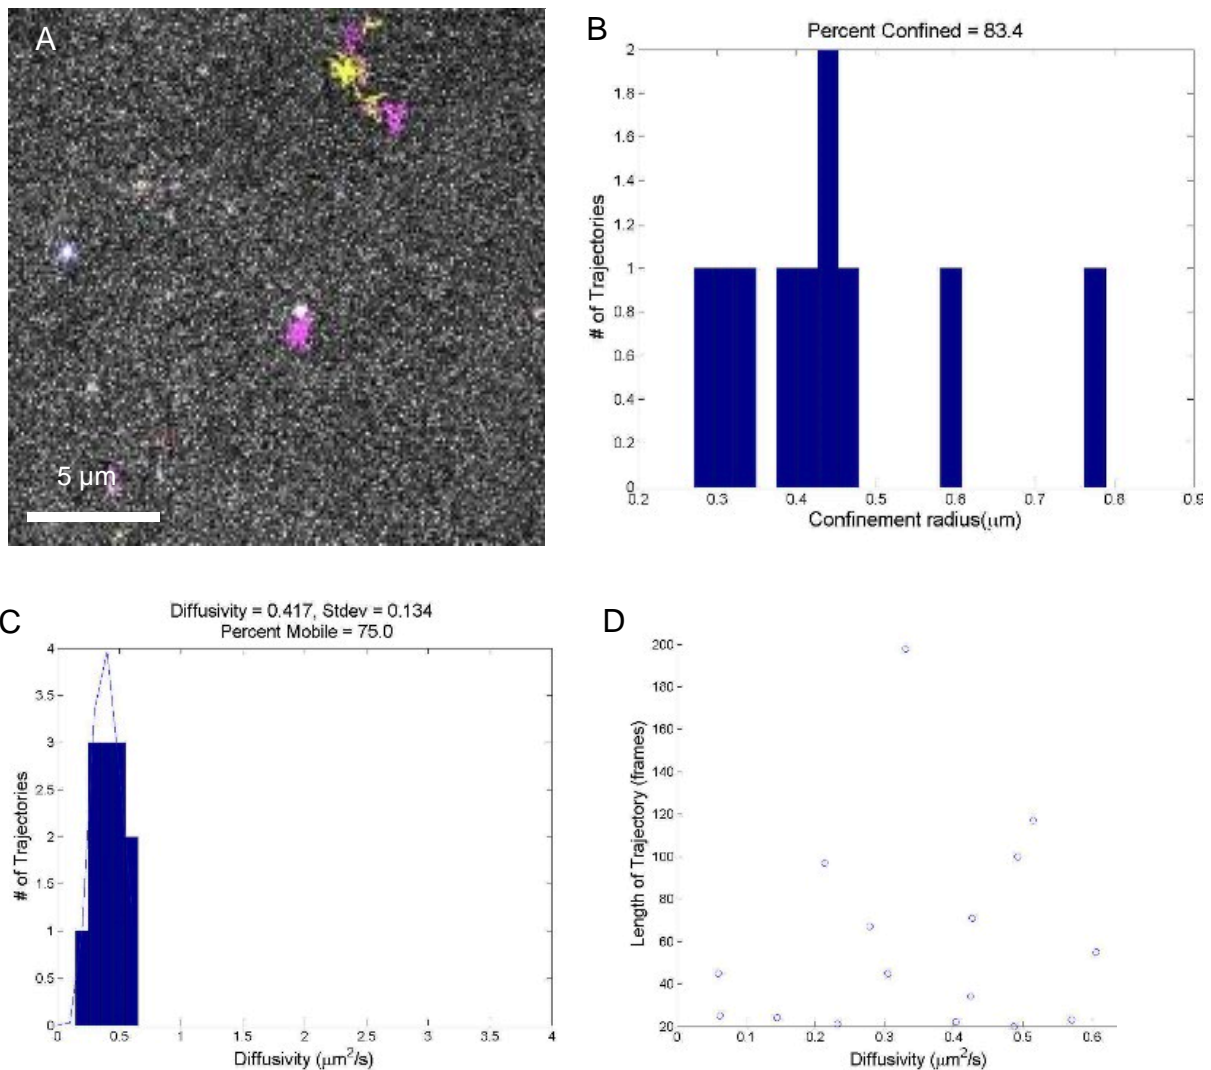 A
5 µm
B
Percent Confined = 83.4
2
1.8
1.6
1.4
1.2
1
0.8
0.6
0.4
0.2
0
# of Trajectories
0.2 0.3 0.4 0.5 0.6 0.7 0.8 0.9
Confinement radius(μm)
C
Diffusivity = 0.417, Stdev = 0.134
Percent Mobile = 75.0
4
3.5
3
2.5
2
1.5
1
0.5
0
# of Trajectories
0 0.5 1 1.5 2 2.5 3 3.5 4
Diffusivity (μm²/s)
D
200
180
160
140
120
100
80
60
40
20
Length of Trajectory (frames)
0 0.1 0.2 0.3 0.4 0.5 0.6
Diffusivity (μm²/s)